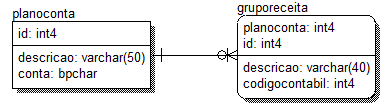 planoconta
id: int4
descricao: varchar(50)
conta: bpchar
gruporeceita
planoconta: int4
id: int4
descricao: varchar(40)
codigocontabil: int4